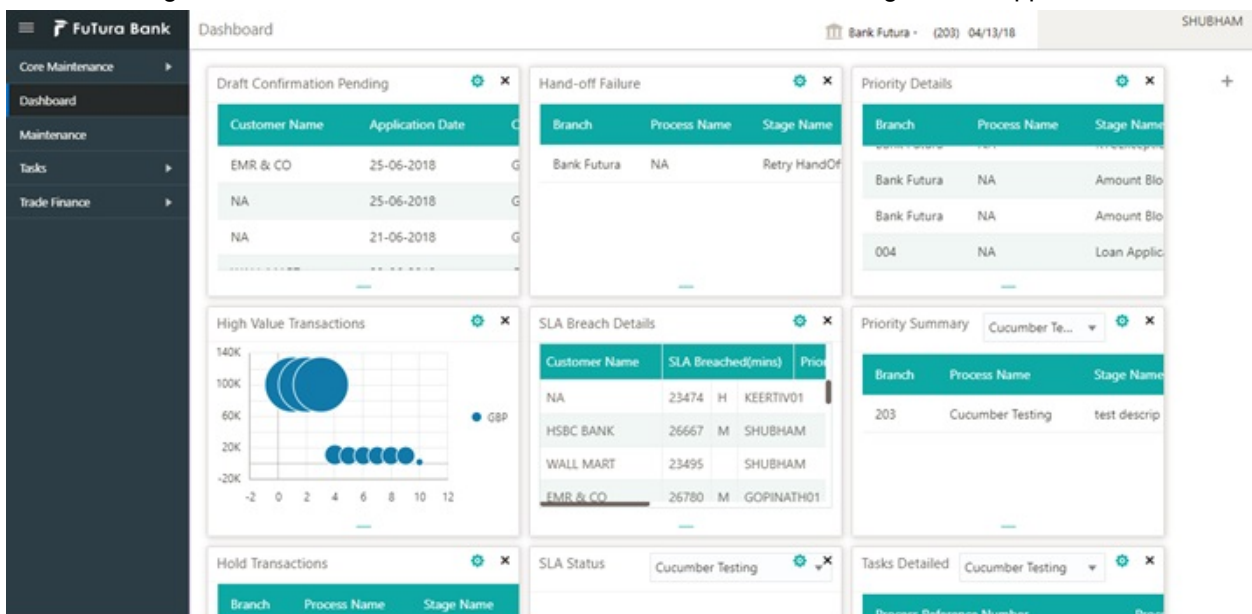 FuTura Bank
Dashboard
Bank Futura - (203) 04/13/18
SHUBHAM
Core Maintenance
Dashboard
Maintenance
Tasks
Trade Finance
Draft Confirmation Pending
Customer Name Application Date
EMR & CO 25-06-2018 G
NA 25-06-2018 G
NA 21-06-2018 G
Hand-off Failure
Branch Process Name Stage Name
Bank Futura NA Retry HandOf
Priority Details
Branch Process Name Stage Name
Bank Futura NA Amount Blo
Bank Futura NA Amount Blo
004 NA Loan Applic
High Value Transactions
140K
100K
60K
20K
-20K
-2 0 2 4 6 8 10 12
GBP
SLA Breach Details
Customer Name SLA Breached(mins) Prior
NA 23474 H KEERTIV01
HSBC BANK 26667 M SHUBHAM
WALL MART 23495 SHUBHAM
EMR & CO 26780 M GOPINATH01
Priority Summary Cucumber Te...
Branch Process Name Stage Name
203 Cucumber Testing test descrip
Hold Transactions
Branch Process Name Stage Name
SLA Status Cucumber Testing
Tasks Detailed Cucumber Testing
Process Reference Number